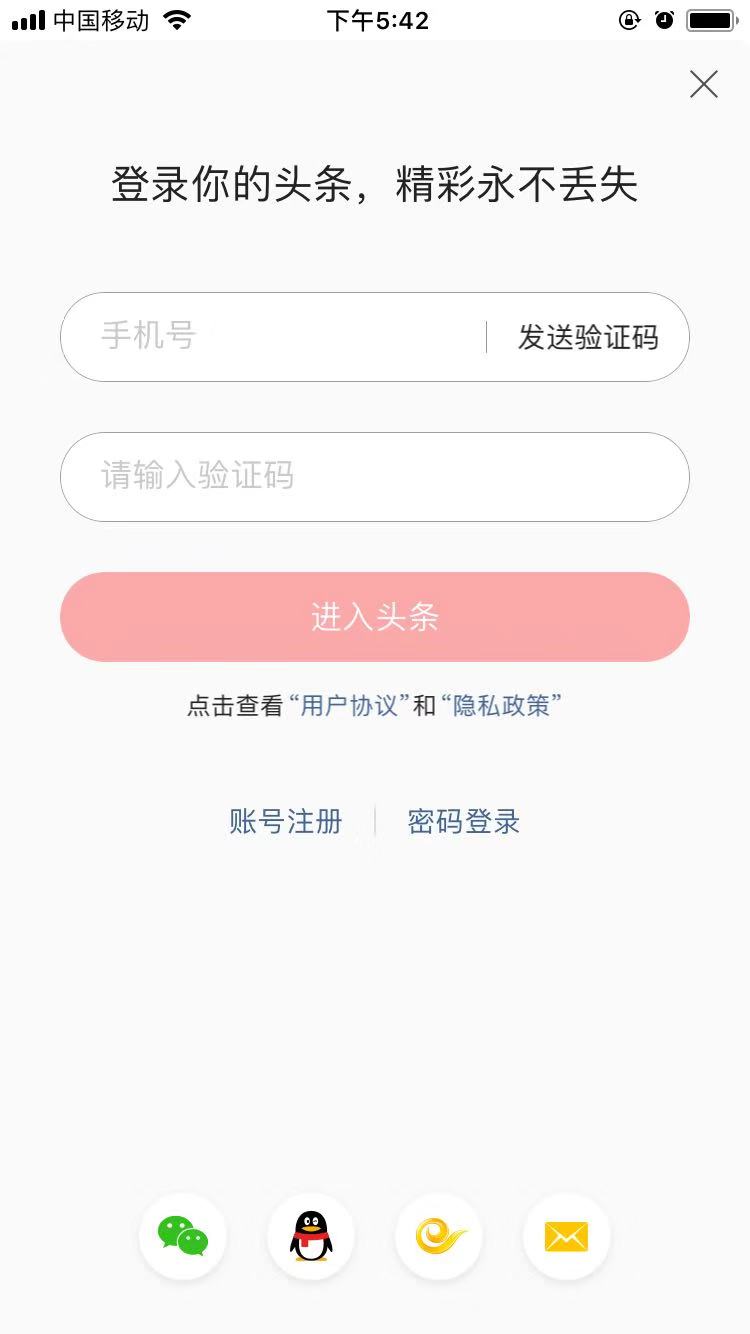 中国移动 下午5:42
登录你的头条，精彩永不丢失
手机号 发送验证码
请输入验证码
进入头条
点击查看“用户协议”和“隐私政策”
账号注册 密码登录